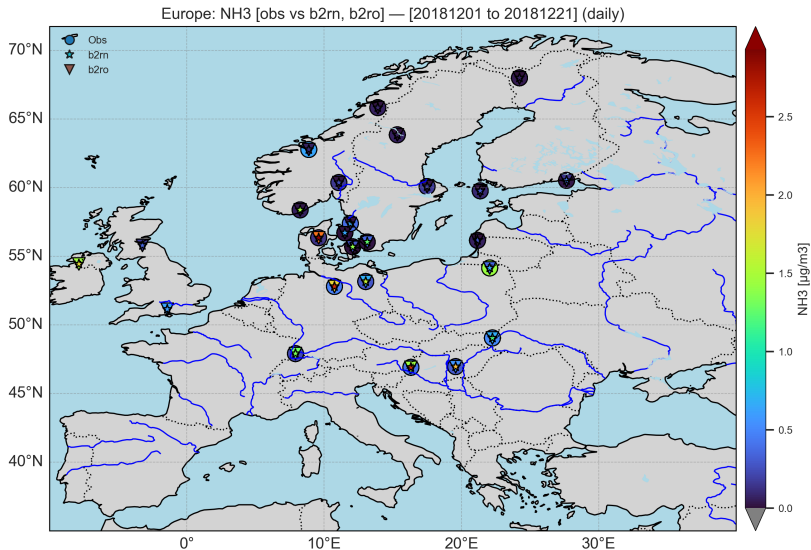 Europe: NH3 [obs vs b2rn, b2ro] — [20181201 to 20181221] (daily)
Obs
b2rn
b2ro
70°N
65°N
60°N
55°N
50°N
45°N
40°N
0°
10°E
20°E
30°E
2.5
2.0
1.5
1.0
0.5
0.0
NH3 [µg/m3]